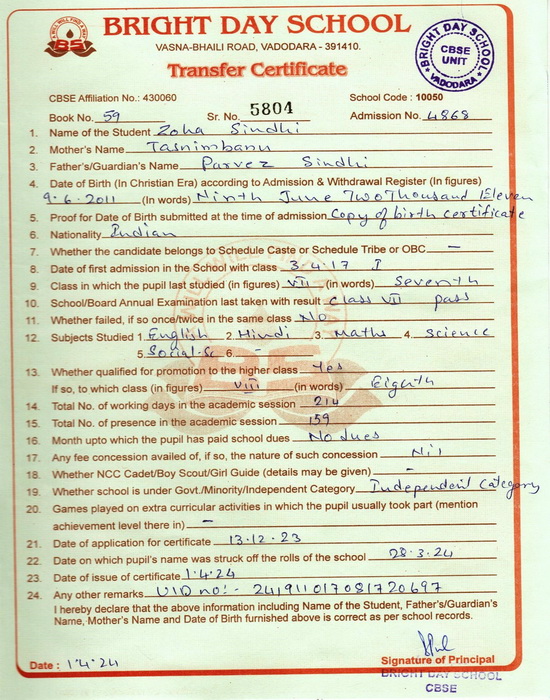 BRIGHT DAY SCHOOL
VASNA-BHAILI ROAD, VADODARA - 391410.
Transfer Certificate
BRIGHT DAY SCHOOL CBSE UNIT VADODARA
CBSE Affiliation No.: 430060 School Code : 10050
Book No. 59 Sr. No. 5804 Admission No. 4868
1. Name of the Student Zoha Sindhi
2. Mother's Name Tasnimbanu
3. Father's/Guardian's Name Parvez Sindhi
4. Date of Birth (In Christian Era) according to Admission & Withdrawal Register (In figures)
9.6.2011 (In words) Ninth June Two Thousand Eleven
5. Proof for Date of Birth submitted at the time of admission Copy of birth certificate
6. Nationality Indian
7. Whether the candidate belongs to Schedule Caste or Schedule Tribe or OBC —
8. Date of first admission in the School with class 3.4.17 I
9. Class in which the pupil last studied (in figures) VII (in words) Seventh
10. School/Board Annual Examination last taken with result Class VII pass
11. Whether failed, if so once/twice in the same class No
12. Subjects Studied 1. English 2. Hindi 3. Maths 4. Science
5. Social.Sc 6. -
13. Whether qualified for promotion to the higher class Yes
If so, to which class (in figures) VIII (in words) Eighth
14. Total No. of working days in the academic session 214
15. Total No. of presence in the academic session 159
16. Month upto which the pupil has paid school dues No dues
17. Any fee concession availed of, if so, the nature of such concession Nil
18. Whether NCC Cadet/Boy Scout/Girl Guide (details may be given) -
19. Whether school is under Govt./Minority/Independent Category Independent Category
20. Games played on extra curricular activities in which the pupil usually took part (mention
achievement level there in) —
21. Date of application for certificate 13.12.23
22. Date on which pupil's name was struck off the rolls of the school 28.3.24
23. Date of issue of certificate 1.4.24
24. Any other remarks UID no:- 241911017081720697
I hereby declare that the above information including Name of the Student, Father's/Guardian's
Name, Mother's Name and Date of Birth furnished above is correct as per school records.
Date : 1.4.24 Signature of Principal
BRIGHT DAY SCHOOL
CBSE